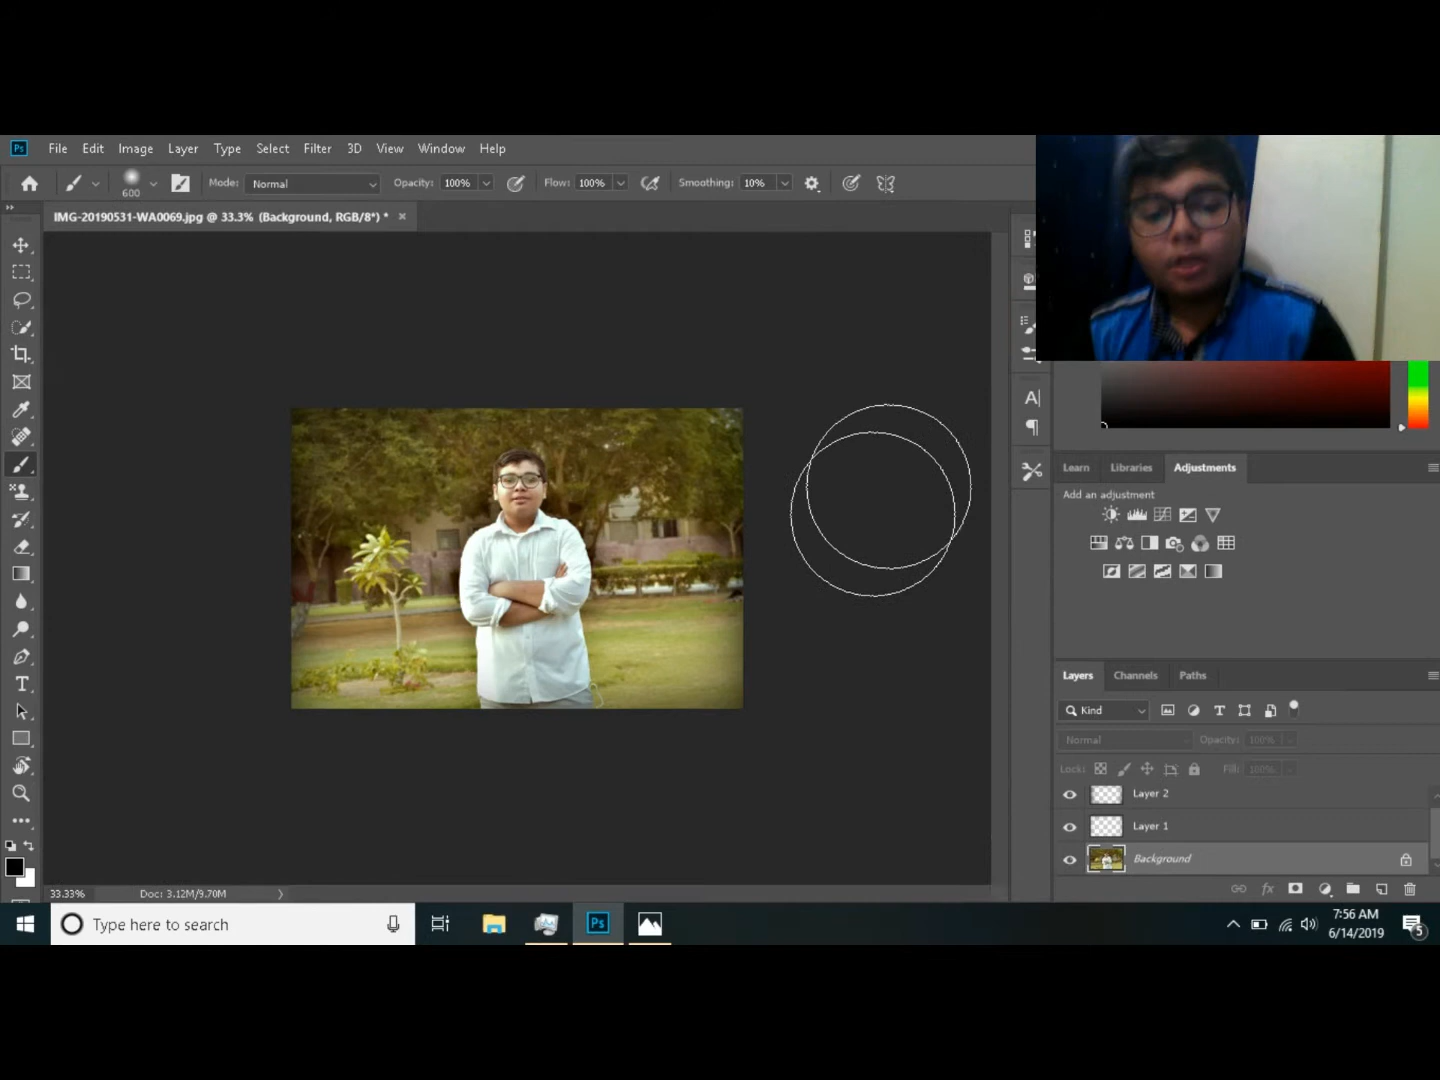 Ps File Edit Image Layer Type Select Filter 3D View Window Help
600 Mode: Normal Opacity: 100% Flow: 100% Smoothing: 10%
IMG-20190531-WA0069.jpg @ 33.3% (Background, RGB/8*) * ×
Learn Libraries Adjustments
Add an adjustment
Layers Channels Paths
Kind
Normal Opacity: 100%
Lock: Fill: 100%
Layer 2
Layer 1
Background
fx
33.33% Doc: 3.12M/9.70M
Type here to search
Ps
7:56 AM
6/14/2019
5